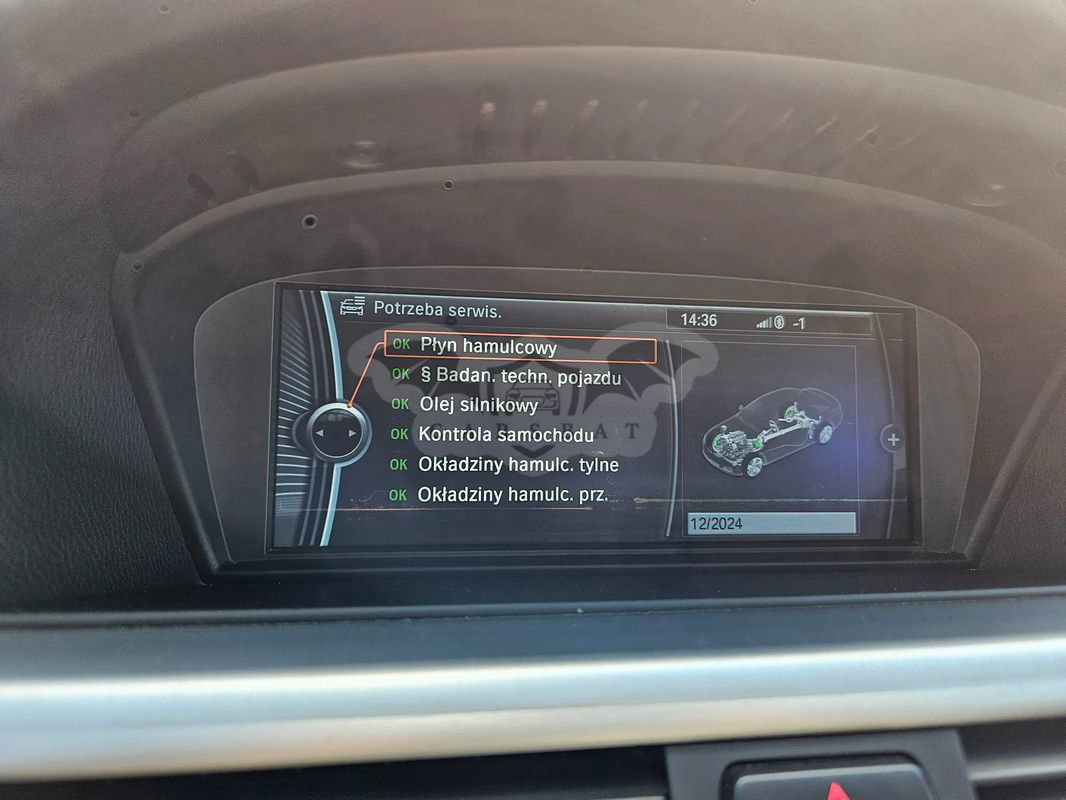 Potrzeba serwis.
14:36 -1
OK Płyn hamulcowy
OK § Badan. techn. pojazdu
OK Olej silnikowy
OK Kontrola samochodu
CARSBAT
OK Okładziny hamulc. tylne
OK Okładziny hamulc. prz.
12/2024